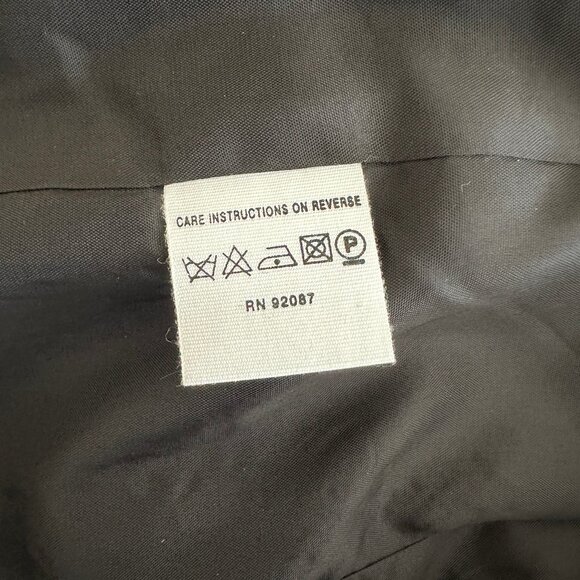 CARE INSTRUCTIONS ON REVERSE
P
RN 92087